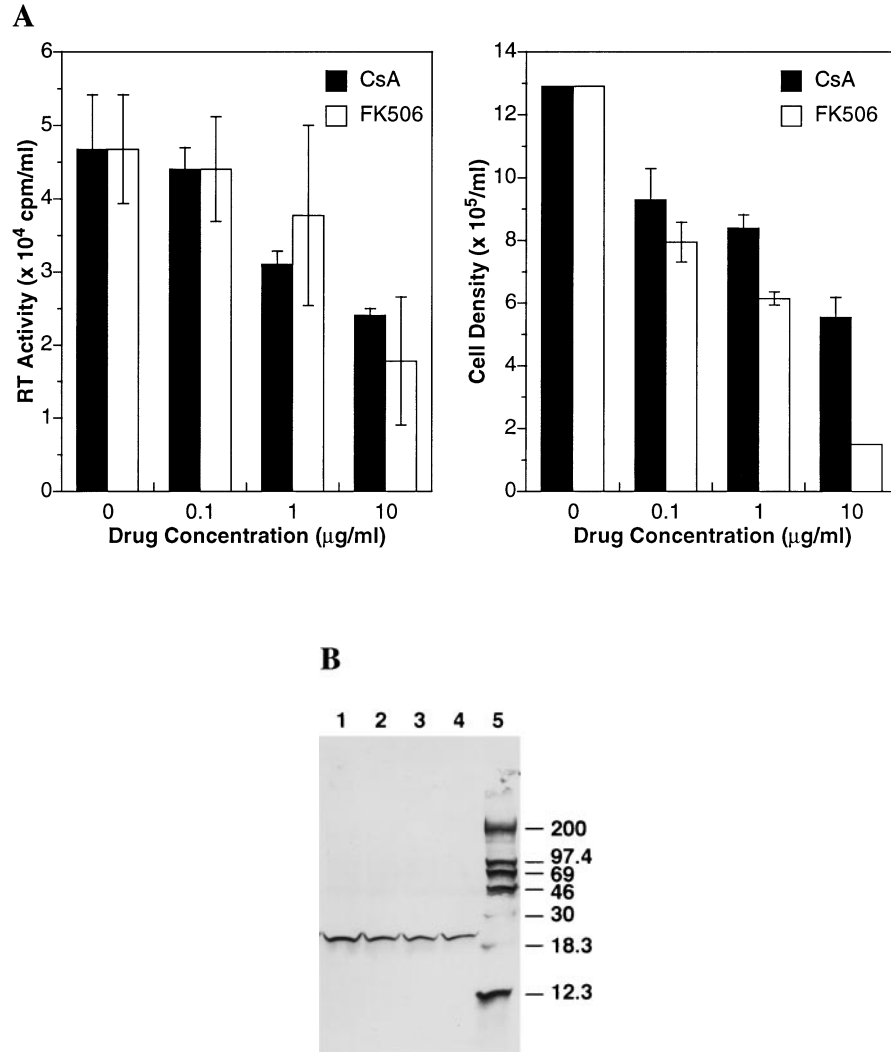 A
RT Activity (x 10⁴ cpm/ml)
6
5
4
3
2
1
0
CsA
FK506
0 0.1 1 10
Drug Concentration (μg/ml)
Cell Density (x 10⁵/ml)
14
12
10
8
6
4
2
0
CsA
FK506
0 0.1 1 10
Drug Concentration (μg/ml)
B
1 2 3 4 5
200
97.4
69
46
30
18.3
12.3